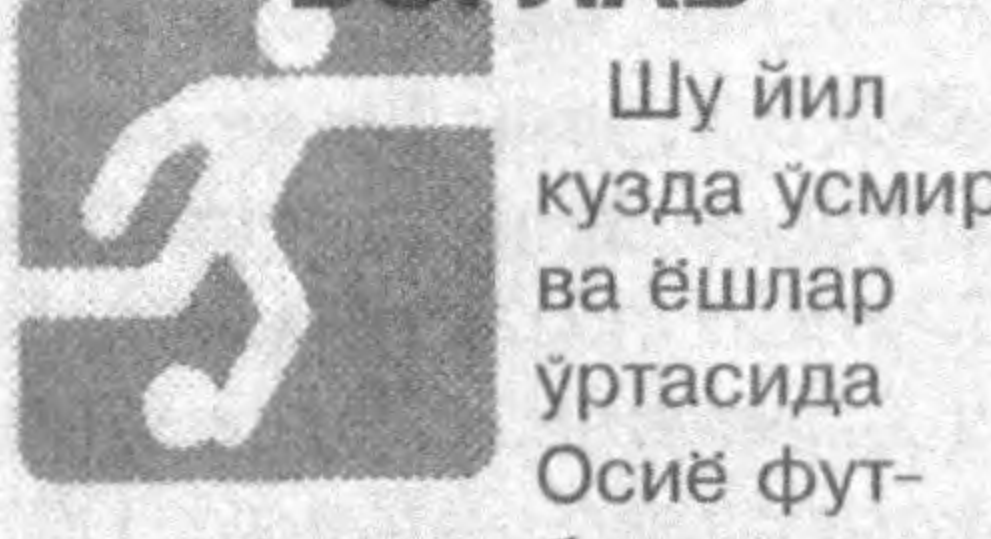 Шу йил
кузда ўсмир
ва ёшлар
ўртасида
Осиё фут-